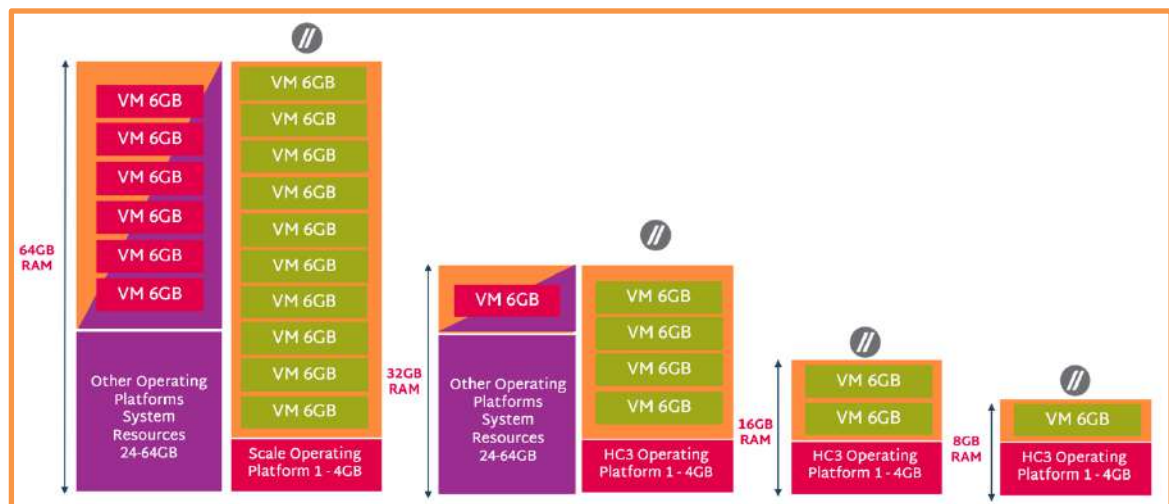 64GB
RAM
VM 6GB
VM 6GB
VM 6GB
VM 6GB
VM 6GB
VM 6GB
Other Operating
Platforms
System
Resources
24-64GB
VM 6GB
VM 6GB
VM 6GB
VM 6GB
VM 6GB
VM 6GB
VM 6GB
VM 6GB
VM 6GB
VM 6GB
Scale Operating
Platform 1 - 4GB
32GB
RAM
VM 6GB
Other Operating
Platforms
System
Resources
24-64GB
VM 6GB
VM 6GB
VM 6GB
VM 6GB
HC3 Operating
Platform 1 - 4GB
16GB
RAM
VM 6GB
VM 6GB
HC3 Operating
Platform 1 - 4GB
8GB
RAM
VM 6GB
HC3 Operating
Platform 1 - 4GB